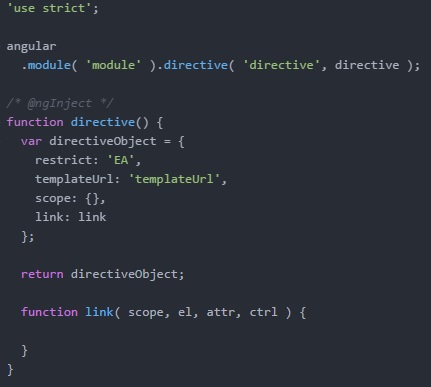 'use strict';
angular
.module( 'module' ).directive( 'directive', directive );
/* @ngInject */
function directive() {
var directiveObject = {
restrict: 'EA',
templateUrl: 'templateUrl',
scope: {},
link: link
};
return directiveObject;
function link( scope, el, attr, ctrl ) {
}
}